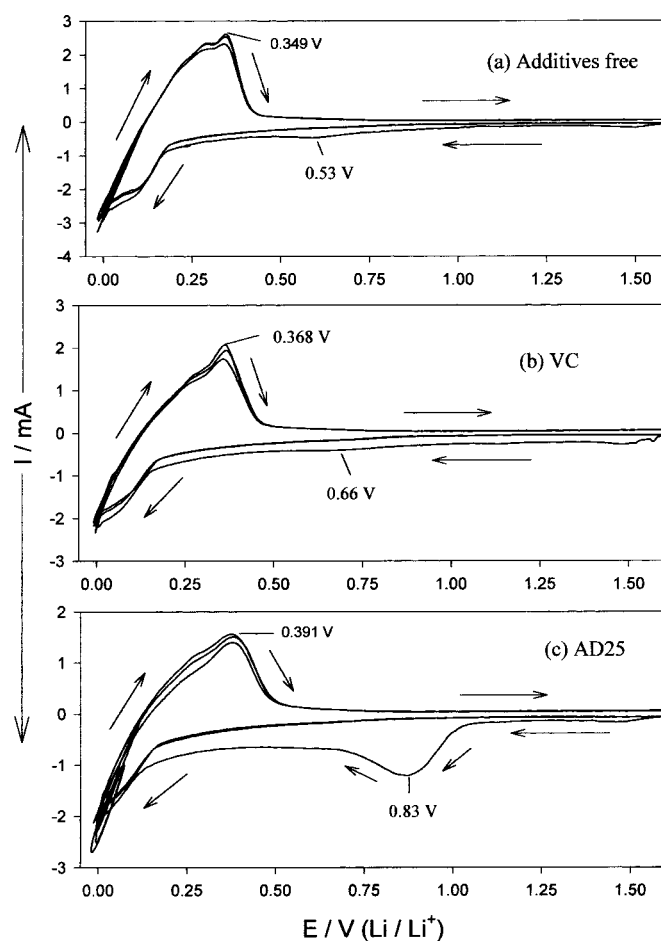 3
0.349 V
(a) Additives free
2
1
0
-1
0.53 V
-2
-3
-4
0.00 0.25 0.50 0.75 1.00 1.25 1.50
3
0.368 V
2
(b) VC
1
0
-1
0.66 V
-2
-3
0.00 0.25 0.50 0.75 1.00 1.25 1.50
I / mA
2
0.391 V
(c) AD25
1
0
-1
0.83 V
-2
-3
0.00 0.25 0.50 0.75 1.00 1.25 1.50
E / V (Li / Li⁺)